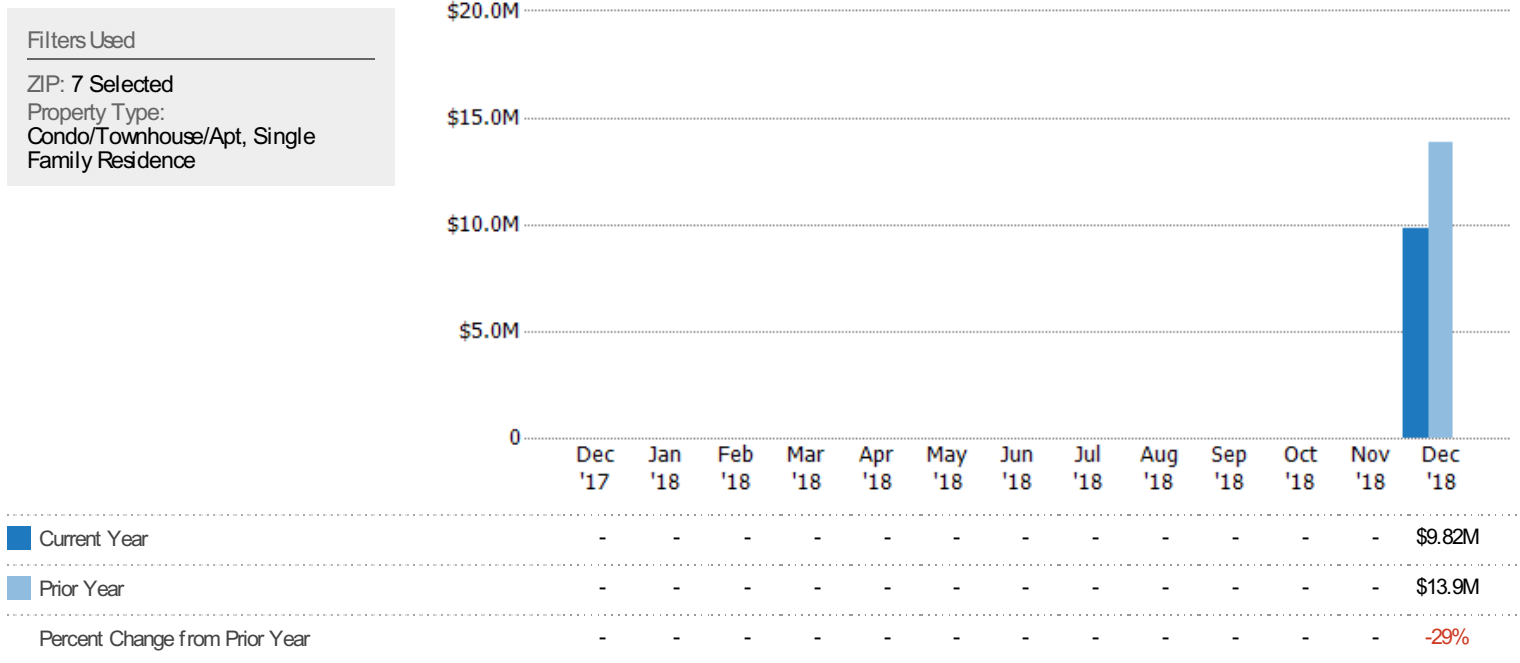 Filters Used
ZIP: 7 Selected
Property Type:
Condo/Townhouse/Apt, Single
Family Residence
$20.0M
$15.0M
$10.0M
$5.0M
0
Dec Jan Feb Mar Apr May Jun Jul Aug Sep Oct Nov Dec
'17 '18 '18 '18 '18 '18 '18 '18 '18 '18 '18 '18 '18
Current Year - - - - - - - - - - - - $9.82M
Prior Year - - - - - - - - - - - - $13.9M
Percent Change from Prior Year - - - - - - - - - - - - -29%